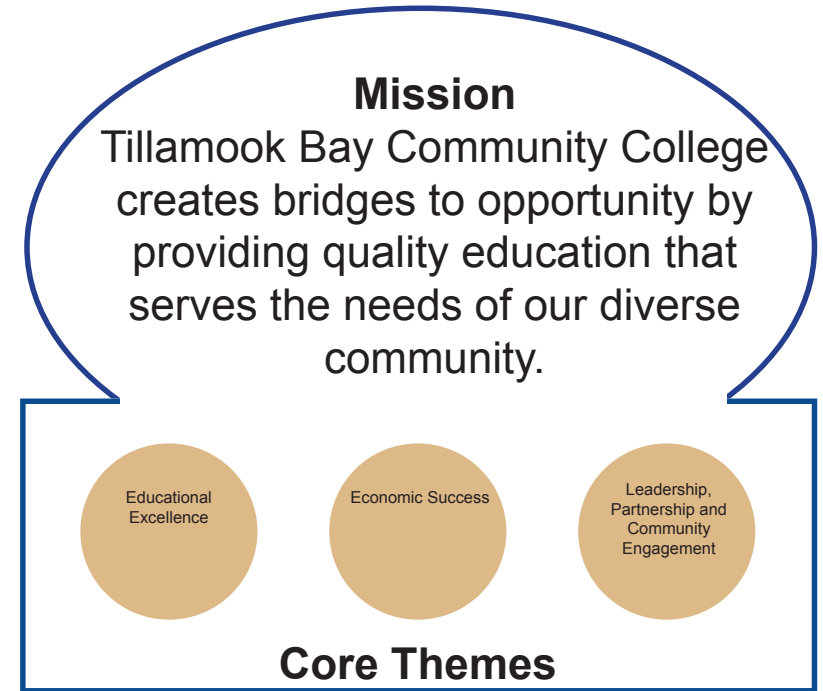 Mission
Tillamook Bay Community College
creates bridges to opportunity by
providing quality education that
serves the needs of our diverse
community.
Educational
Excellence
Economic Success
Leadership,
Partnership and
Community
Engagement
Core Themes